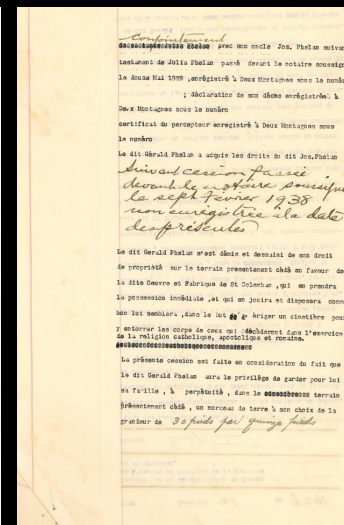 conjointement
avec son oncle Jos. Phelan suivan
testament de Julia Phelan passé devant le notaire soussig
le douze Mai 1929 ,enrégistré à Deux Montagnes sous le numé
; déclaration de son décès enrégistrée à
Deux Montagnes sous le numéro
certificat du percepteur enregistré à Deux Montagnes sous
le numéro
Le dit Gérald Phelan a acquis les droits du dit Jos.Phelan
Suivant cession passée
devant le notaire soussigné
le sept février 1938
non enregistrée à la date
des présentes
Le dit Gerald Phelan s'est démis et dessaisi de son droit
de propriété sur le terrain présentement cédé en faveur de
la dite Oeuvre et Fabrique de St Colomban ,qui en prendra
la possession immédiate ,et qui en jouira et disposera comme
bon lui semblera ,dans le but d' ériger un cimetière pour
y enterrer les corps de ceux qui décèderont dans l'exercice
de la religion catholique, apostolique et romaine.
La présente cession est faite en considération du fait que
le dit Gerald Phelan aura le privilège de garder pour lui
sa famille , à perpétuité , dans le terrain
présentement cédé , un morceau de terre à son choix de la
grandeur de 30 pieds par quinze pieds